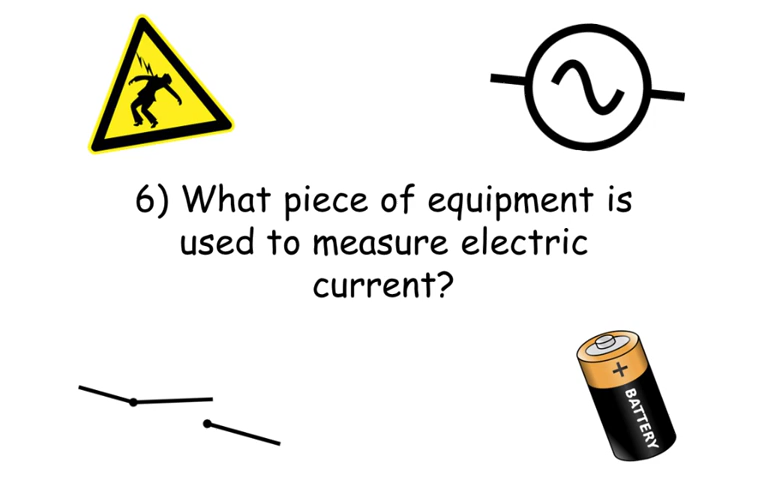 6) What piece of equipment is
used to measure electric
current?
+
BATTERY